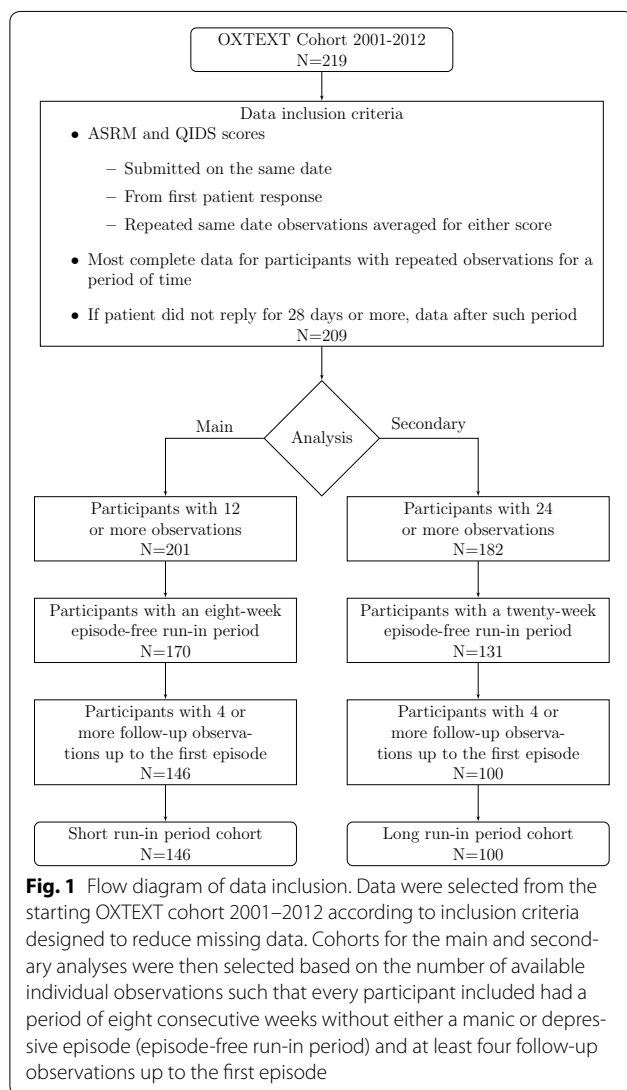 OXTEXT Cohort 2001-2012
N=219
Data inclusion criteria
• ASRM and QIDS scores
– Submitted on the same date
– From first patient response
– Repeated same date observations averaged for either score
• Most complete data for participants with repeated observations for a
period of time
• If patient did not reply for 28 days or more, data after such period
N=209
Main
Analysis
Secondary
Participants with 12
or more observations
N=201
Participants with 24
or more observations
N=182
Participants with an eight-week
episode-free run-in period
N=170
Participants with a twenty-week
episode-free run-in period
N=131
Participants with 4 or
more follow-up observa-
tions up to the first episode
N=146
Participants with 4 or
more follow-up observa-
tions up to the first episode
N=100
Short run-in period cohort
N=146
Long run-in period cohort
N=100
Fig. 1 Flow diagram of data inclusion. Data were selected from the
starting OXTEXT cohort 2001–2012 according to inclusion criteria
designed to reduce missing data. Cohorts for the main and second-
ary analyses were then selected based on the number of available
individual observations such that every participant included had a
period of eight consecutive weeks without either a manic or depres-
sive episode (episode-free run-in period) and at least four follow-up
observations up to the first episode